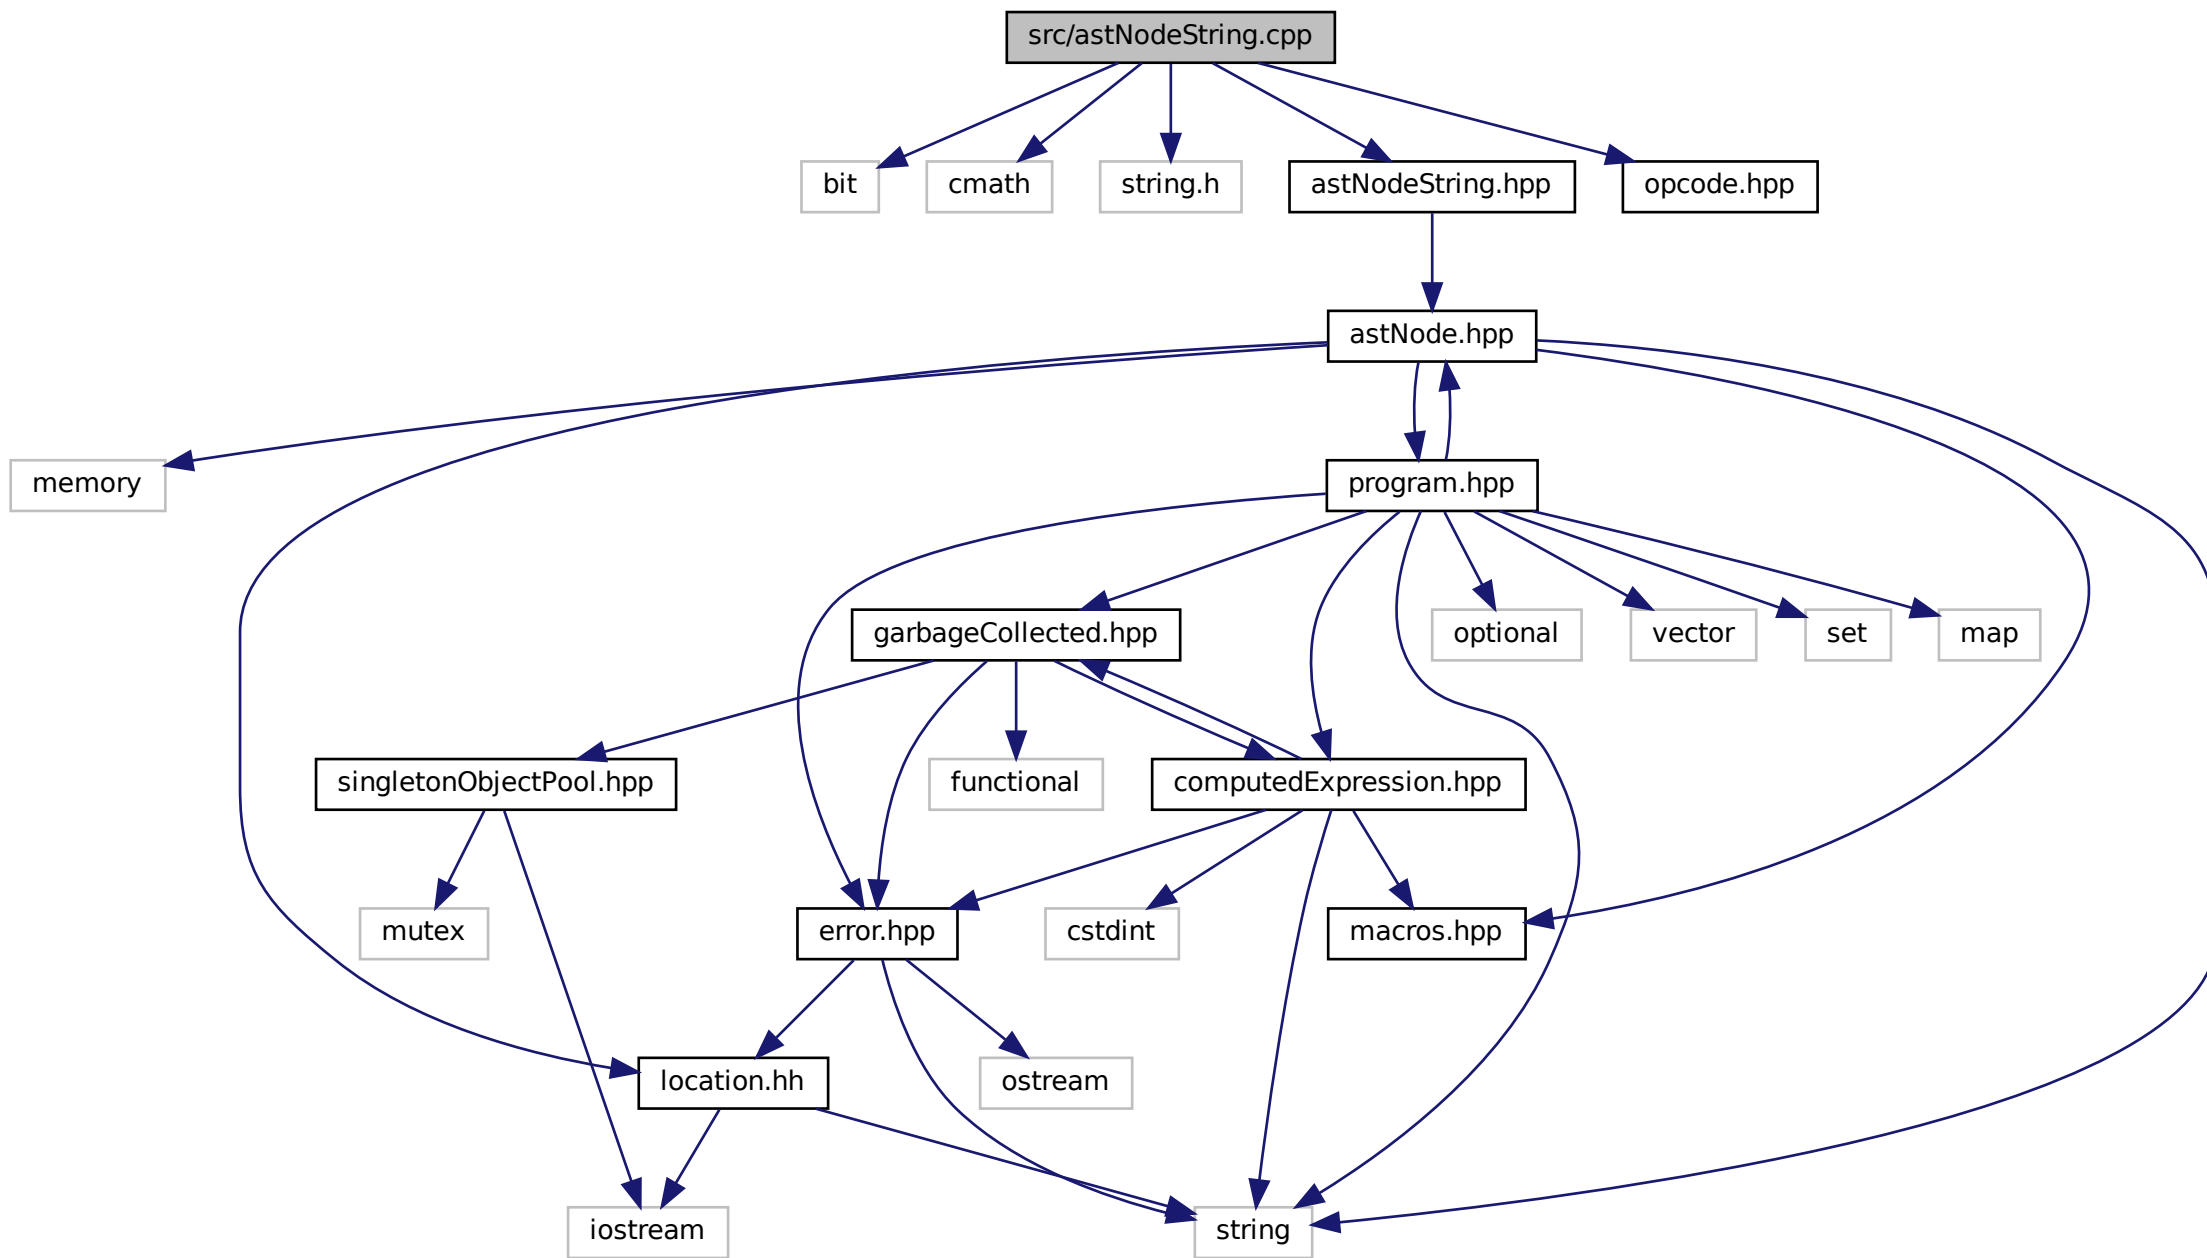 src/astNodeString.cpp
bit
cmath
string.h
astNodeString.hpp
opcode.hpp
astNode.hpp
memory
program.hpp
garbageCollected.hpp
optional
vector
set
map
singletonObjectPool.hpp
functional
computedExpression.hpp
mutex
error.hpp
cstdint
macros.hpp
location.hh
ostream
iostream
string